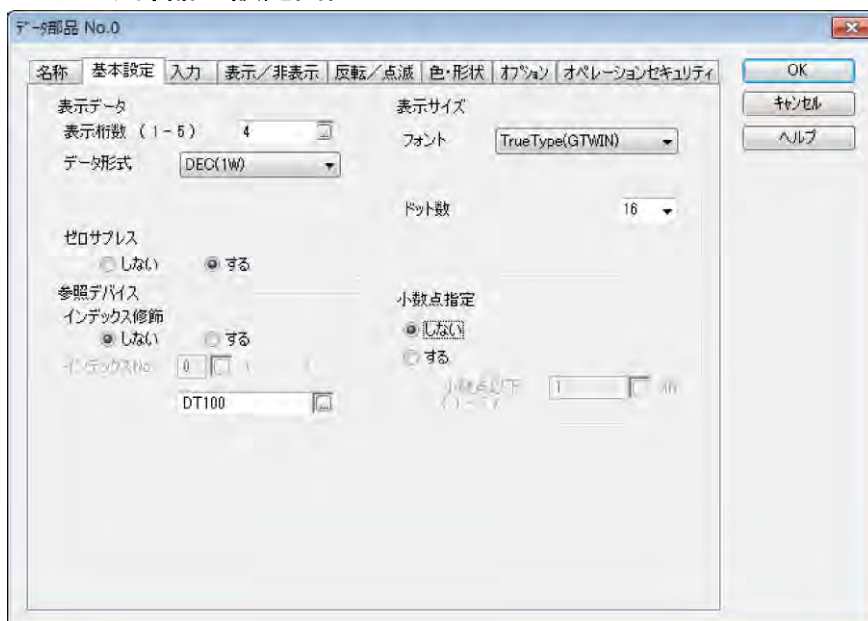 データ部品 No.0
名称 基本設定 入力 表示／非表示 反転／点滅 色・形状 オプション オペレーションセキュリティ
OK
キャンセル
ヘルプ
表示データ
表示桁数（1－5） 4
データ形式 DEC(1W)
表示サイズ
フォント TrueType(GTWIN)
ドット数 16
ゼロサプレス
しない する
参照デバイス
インデックス修飾
しない する
インデックスNo. 0
DT100
小数点指定
しない
する
小数点以下 1